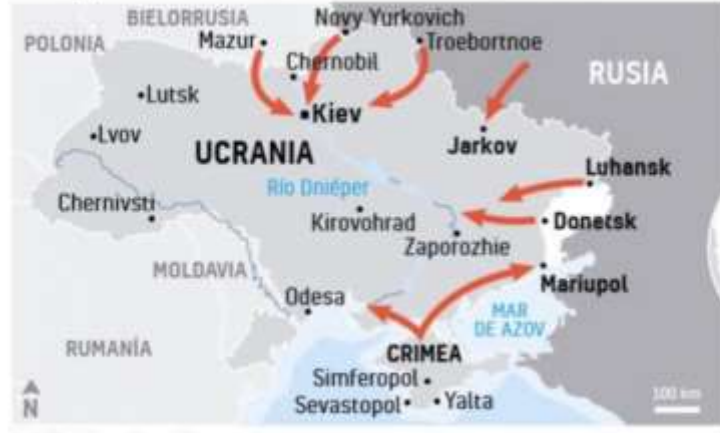 BIELORRUSIA
Novy Yurkovich
POLONIA
Mazur
Troebortnoe
Chernobil
RUSIA
Lutsk
Kiev
Lvov
UCRANIA
Jarkov
Luhansk
Río Dniéper
Chernivsti
Kirovohrad
Donetsk
Zaporozhie
MOLDAVIA
Mariupol
Odesa
MAR
DE AZOV
RUMANÍA
CRIMEA
Simferopol
Sevastopol
Yalta
N
100 km